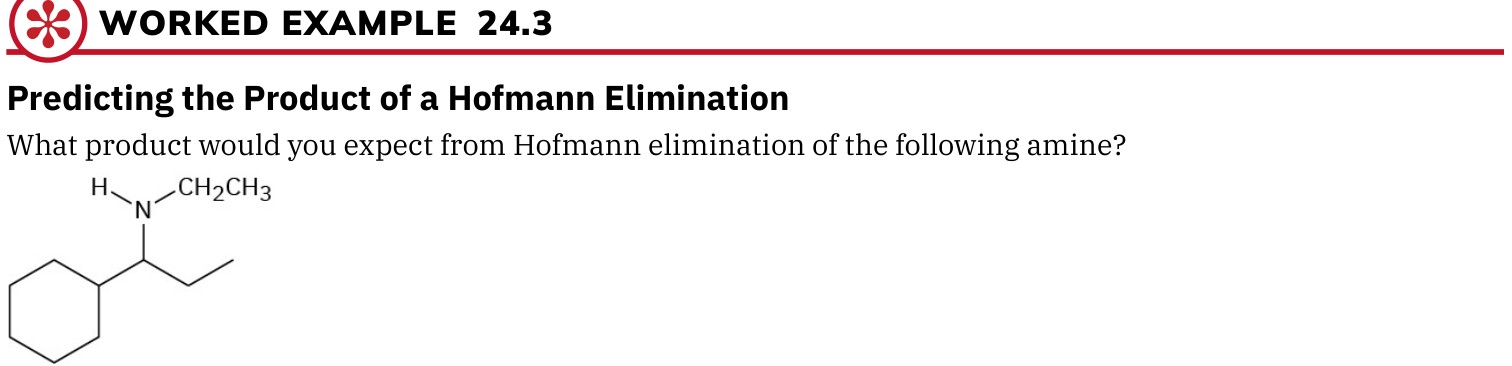 WORKED EXAMPLE 24.3
Predicting the Product of a Hofmann Elimination
What product would you expect from Hofmann elimination of the following amine?
H CH₂CH₃
N